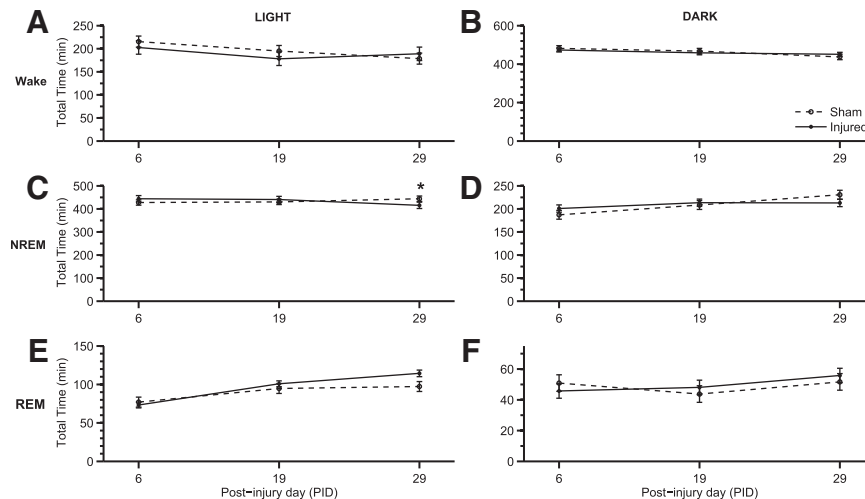 A LIGHT B DARK
Wake
Total Time (min)
250
200
150
100
50
0
6 19 29
600
400
200
0
6 19 29
Sham
Injured
C D
NREM
Total Time (min)
500
400
300
200
100
0
*
6 19 29
250
200
150
100
50
0
6 19 29
E F
REM
Total Time (min)
150
100
50
0
6 19 29
Post-injury day (PID)
60
40
20
0
6 19 29
Post-injury day (PID)